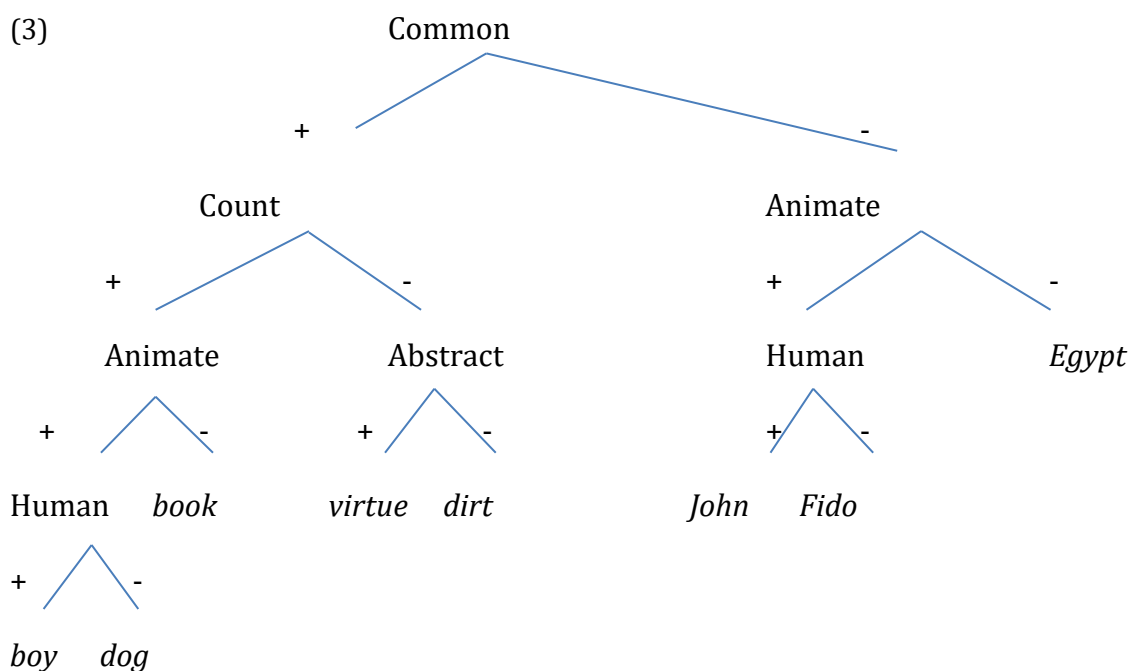 (3) Common
+ -
Count Animate
+ - + -
Animate Abstract Human Egypt
+ - + - + -
Human book virtue dirt John Fido
+ -
boy dog